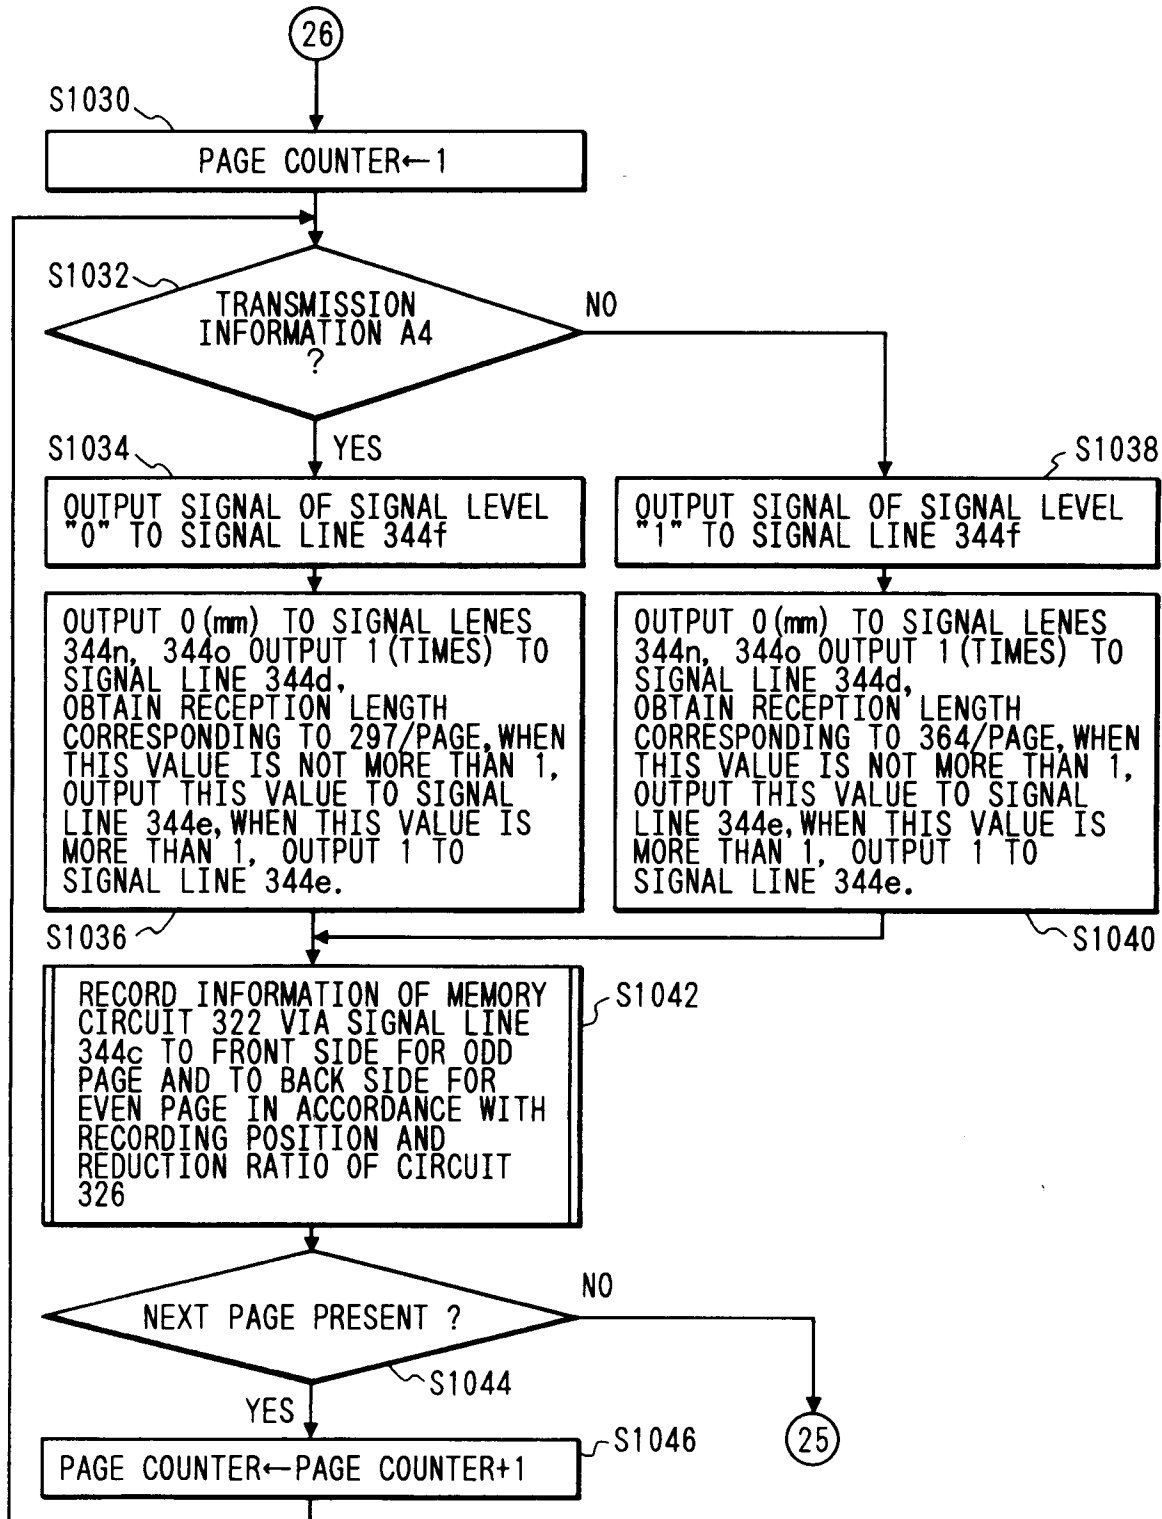 26
S1030
PAGE COUNTER←1
S1032
TRANSMISSION
INFORMATION A4
?
NO
YES
S1034
OUTPUT SIGNAL OF SIGNAL LEVEL
"0" TO SIGNAL LINE 344f
S1038
OUTPUT SIGNAL OF SIGNAL LEVEL
"1" TO SIGNAL LINE 344f
OUTPUT 0(mm) TO SIGNAL LENES
344n, 344o OUTPUT 1(TIMES) TO
SIGNAL LINE 344d,
OBTAIN RECEPTION LENGTH
CORRESPONDING TO 297/PAGE, WHEN
THIS VALUE IS NOT MORE THAN 1,
OUTPUT THIS VALUE TO SIGNAL
LINE 344e, WHEN THIS VALUE IS
MORE THAN 1, OUTPUT 1 TO
SIGNAL LINE 344e.
S1036
OUTPUT 0(mm) TO SIGNAL LENES
344n, 344o OUTPUT 1(TIMES) TO
SIGNAL LINE 344d,
OBTAIN RECEPTION LENGTH
CORRESPONDING TO 364/PAGE, WHEN
THIS VALUE IS NOT MORE THAN 1,
OUTPUT THIS VALUE TO SIGNAL
LINE 344e, WHEN THIS VALUE IS
MORE THAN 1, OUTPUT 1 TO
SIGNAL LINE 344e.
S1040
RECORD INFORMATION OF MEMORY
CIRCUIT 322 VIA SIGNAL LINE
344c TO FRONT SIDE FOR ODD
PAGE AND TO BACK SIDE FOR
EVEN PAGE IN ACCORDANCE WITH
RECORDING POSITION AND
REDUCTION RATIO OF CIRCUIT
326
S1042
NEXT PAGE PRESENT ?
NO
S1044
YES
25
PAGE COUNTER←PAGE COUNTER+1
S1046